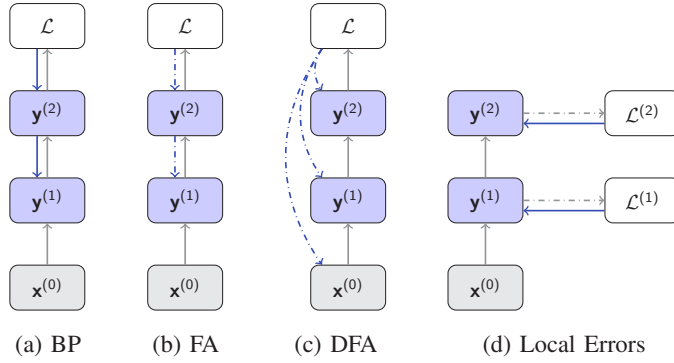 ℒ ℒ ℒ
y⁽²⁾ y⁽²⁾ y⁽²⁾ y⁽²⁾ ℒ⁽²⁾
y⁽¹⁾ y⁽¹⁾ y⁽¹⁾ y⁽¹⁾ ℒ⁽¹⁾
x⁽⁰⁾ x⁽⁰⁾ x⁽⁰⁾ x⁽⁰⁾
(a) BP (b) FA (c) DFA (d) Local Errors